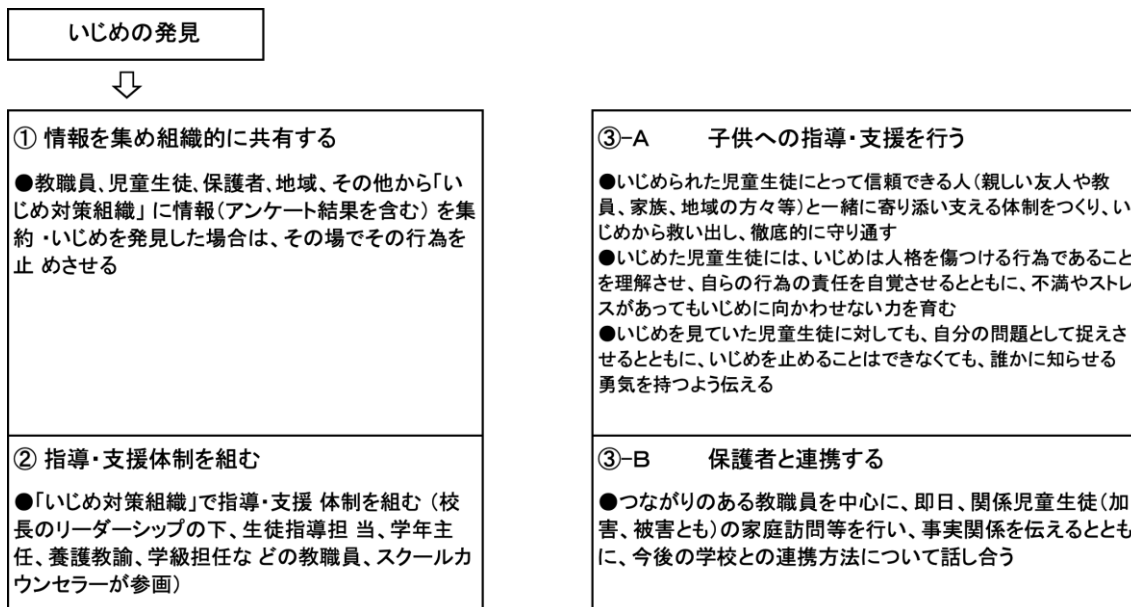 いじめの発見
① 情報を集め組織的に共有する
●教職員、児童生徒、保護者、地域、その他から「い
じめ対策組織」 に情報（アンケート結果を含む） を集
約 ・いじめを発見した場合は、その場でその行為を
止 めさせる
② 指導・支援体制を組む
●「いじめ対策組織」で指導・支援 体制を組む （校
長のリーダーシップの下、生徒指導担 当、学年主
任、養護教諭、学級担任な どの教職員、スクールカ
ウンセラーが参画）
③-A 子供への指導・支援を行う
●いじめられた児童生徒にとって信頼できる人（親しい友人や教
員、家族、地域の方々等）と一緒に寄り添い支える体制をつくり、い
じめから救い出し、徹底的に守り通す
●いじめた児童生徒には、いじめは人格を傷つける行為であること
を理解させ、自らの行為の責任を自覚させるとともに、不満やストレ
スがあってもいじめに向かわせない力を育む
●いじめを見ていた児童生徒に対しても、自分の問題として捉えさ
せるとともに、いじめを止めることはできなくても、誰かに知らせる
勇気を持つよう伝える
③-B 保護者と連携する
●つながりのある教職員を中心に、即日、関係児童生徒（加
害、被害とも）の家庭訪問等を行い、事実関係を伝えるととも
に、今後の学校との連携方法について話し合う